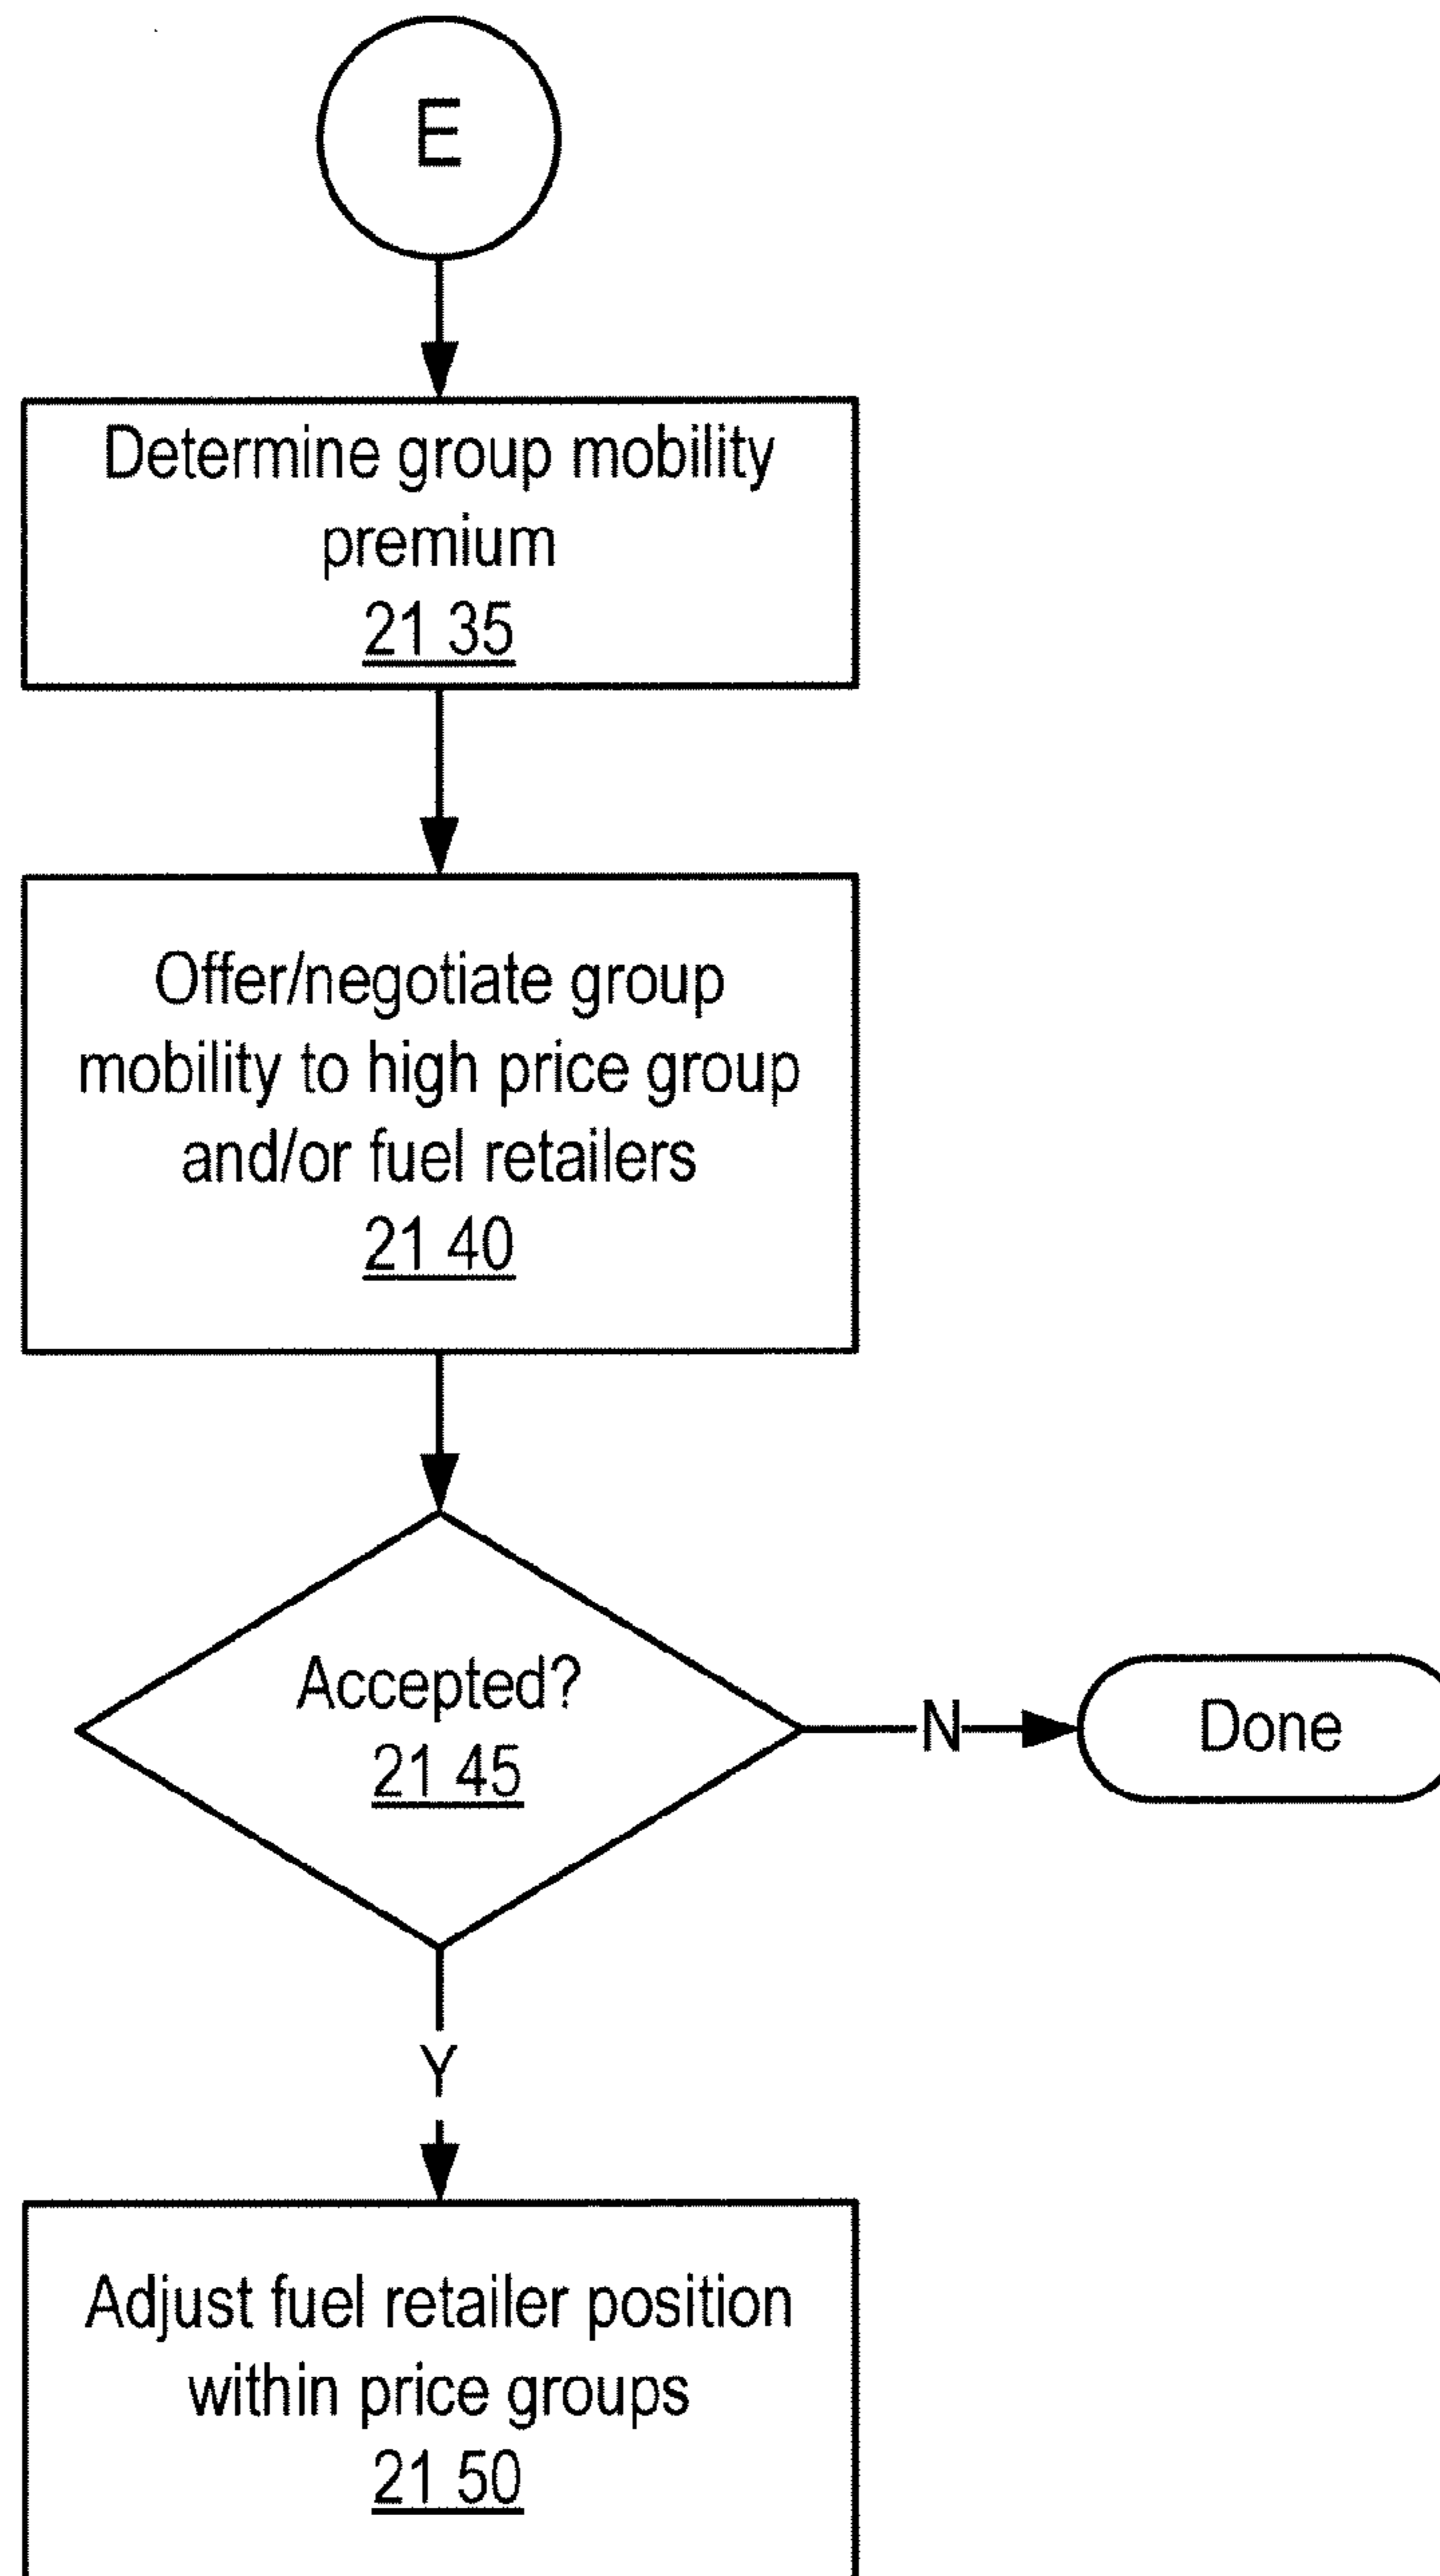 E
Determine group mobility
premium
21 35
Offer/negotiate group
mobility to high price group
and/or fuel retailers
21 40
Accepted?
21 45
N
Done
Y
Adjust fuel retailer position
within price groups
21 50